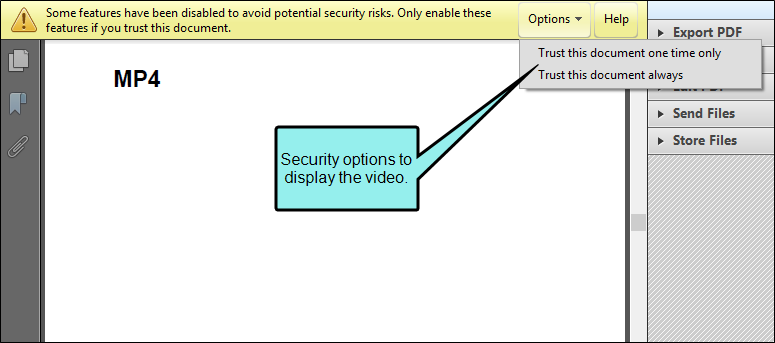 Some features have been disabled to avoid potential security risks. Only enable these
features if you trust this document.
Options
Help
Trust this document one time only
Trust this document always
Export PDF
Edit PDF
Send Files
Store Files
MP4
Security options to
display the video.